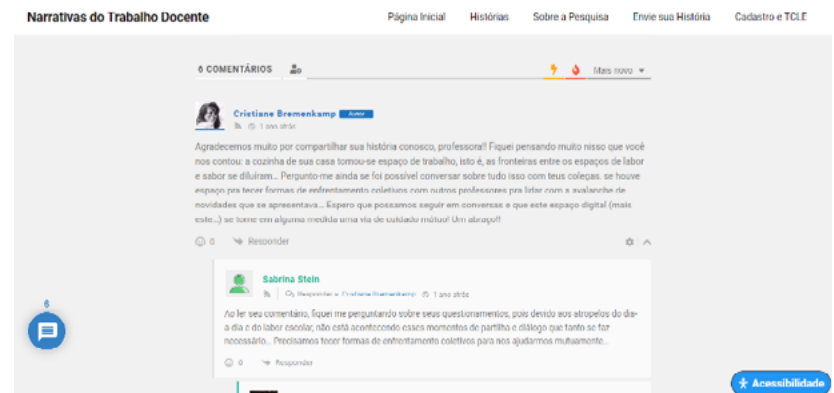 Narrativas do Trabalho Docente
Página Inicial Histórias Sobre a Pesquisa Envie sua História Cadastro e TCLE
6 COMENTÁRIOS
Mais novo
Cristiane Bremenkamp Autor
1 ano atrás
Agradecemos muito por compartilhar sua história conosco, professora!! Fiquei pensando muito nisso que você
nos contou: a cozinha de sua casa tornou-se espaço de trabalho, isto é, as fronteiras entre os espaços de labor
e sabor se diluíram... Pergunto-me ainda se foi possível conversar sobre tudo isso com teus colegas, se houve
espaço pra tecer formas de enfrentamento coletivos com outros professores pra lidar com a avalanche de
novidades que se apresentava... Espero que possamos seguir em conversas e que este espaço digital (mais
este...) se torne em alguma medida uma via de cuidado mútuo! Um abraço!!
0 Responder
Sabrina Stein
Responder a Cristiane Bremenkamp 1 ano atrás
Ao ler seu comentário, fiquei me perguntando sobre seus questionamentos, pois devido aos atropelos do dia-
a-dia e do labor escolar, não está acontecendo esses momentos de partilha e diálogo que tanto se faz
necessário... Precisamos tecer formas de enfrentamento coletivos para nos ajudarmos mutuamente...
0 Responder
6
Acessibilidade